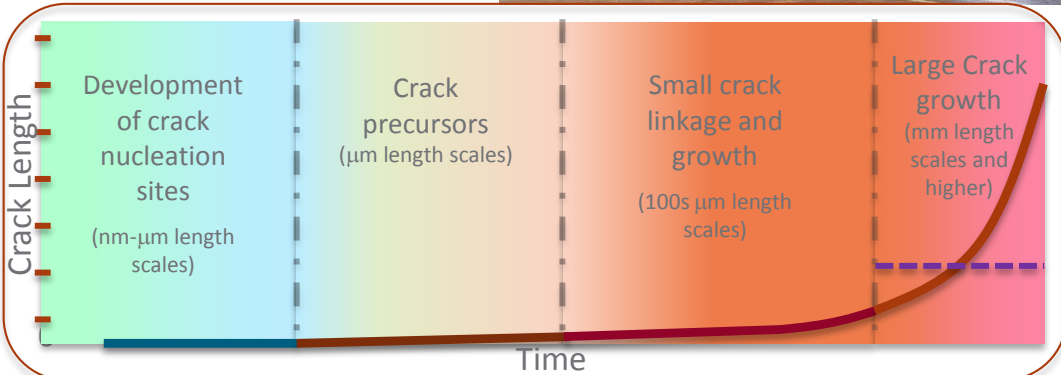 Crack Length
Development
of crack
nucleation
sites
(nm-μm length
scales)
Crack
precursors
(μm length scales)
Small crack
linkage and
growth
(100s μm length
scales)
Large Crack
growth
(mm length
scales and
higher)
Time